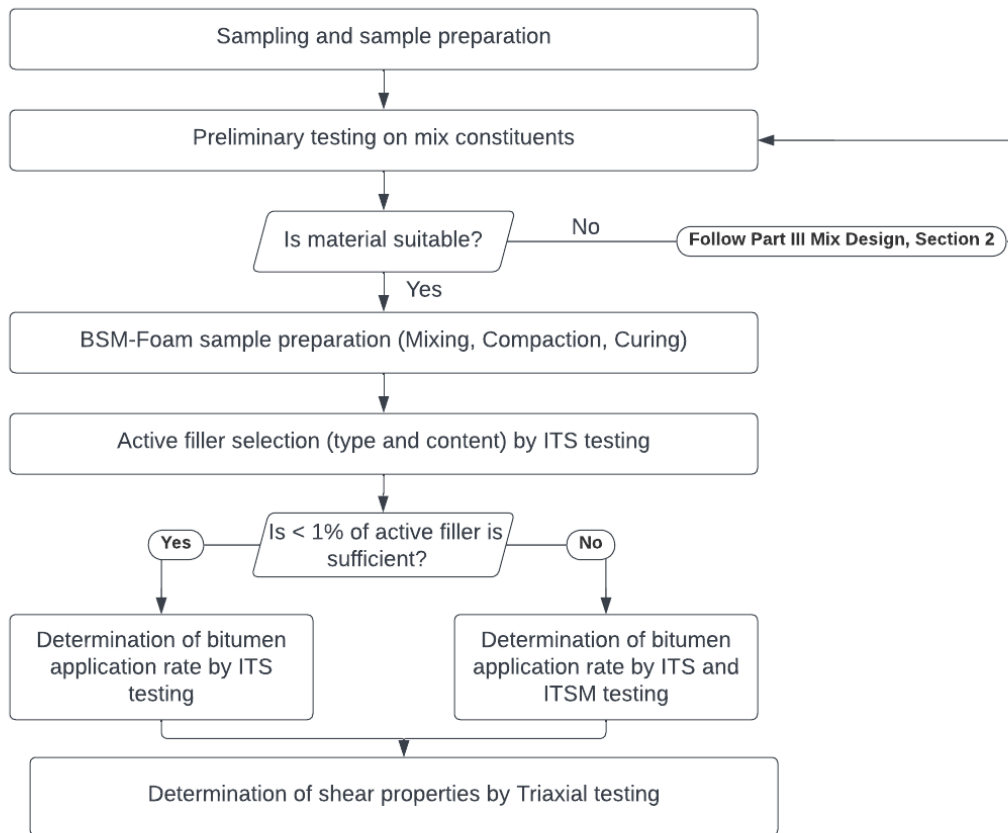 Sampling and sample preparation
Preliminary testing on mix constituents
Is material suitable?
No
Follow Part III Mix Design, Section 2
Yes
BSM-Foam sample preparation (Mixing, Compaction, Curing)
Active filler selection (type and content) by ITS testing
Is < 1% of active filler is
sufficient?
Yes
No
Determination of bitumen
application rate by ITS
testing
Determination of bitumen
application rate by ITS and
ITSM testing
Determination of shear properties by Triaxial testing